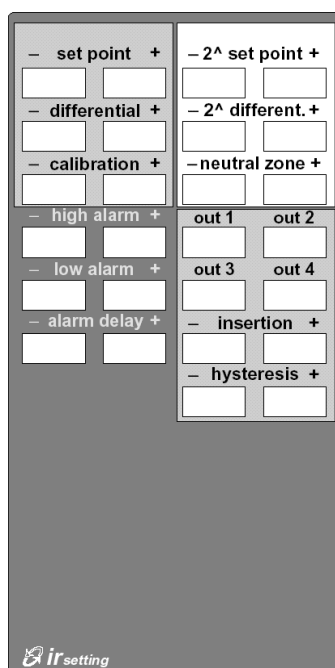 – set point +
– differential +
– calibration +
– high alarm +
– low alarm +
– alarm delay +
– 2^ set point +
– 2^ different. +
– neutral zone +
out 1 out 2
out 3 out 4
– insertion +
– hysteresis +
ir setting